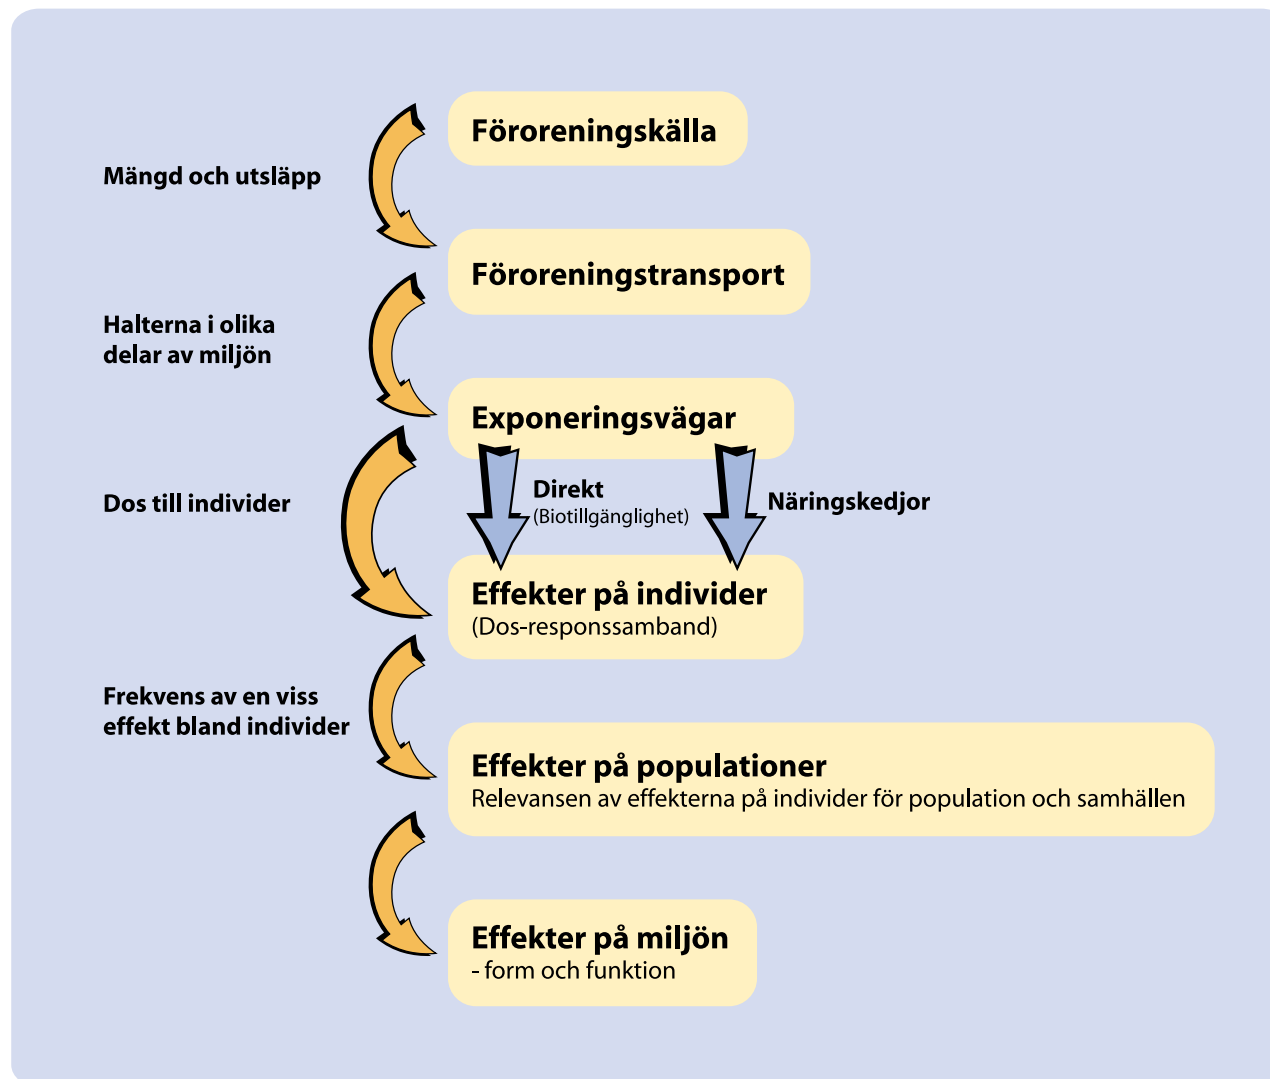 Föroreningskälla
Mängd och utsläpp
Föroreningstransport
Halterna i olika
delar av miljön
Exponeringsvägar
Dos till individer
Direkt
(Biotillgänglighet)
Näringskedjor
Effekter på individer
(Dos-responssamband)
Frekvens av en viss
effekt bland individer
Effekter på populationer
Relevansen av effekterna på individer för population och samhällen
Effekter på miljön
- form och funktion